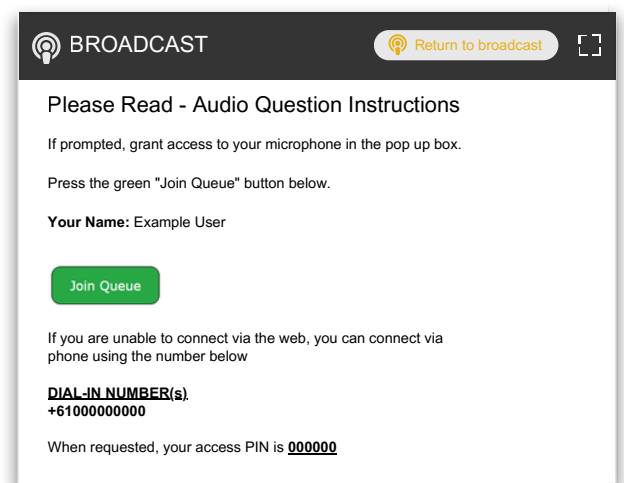 BROADCAST
Return to broadcast
Please Read - Audio Question Instructions
If prompted, grant access to your microphone in the pop up box.
Press the green "Join Queue" button below.
Your Name: Example User
Join Queue
If you are unable to connect via the web, you can connect via
phone using the number below
DIAL-IN NUMBER(s)
+61000000000
When requested, your access PIN is 000000